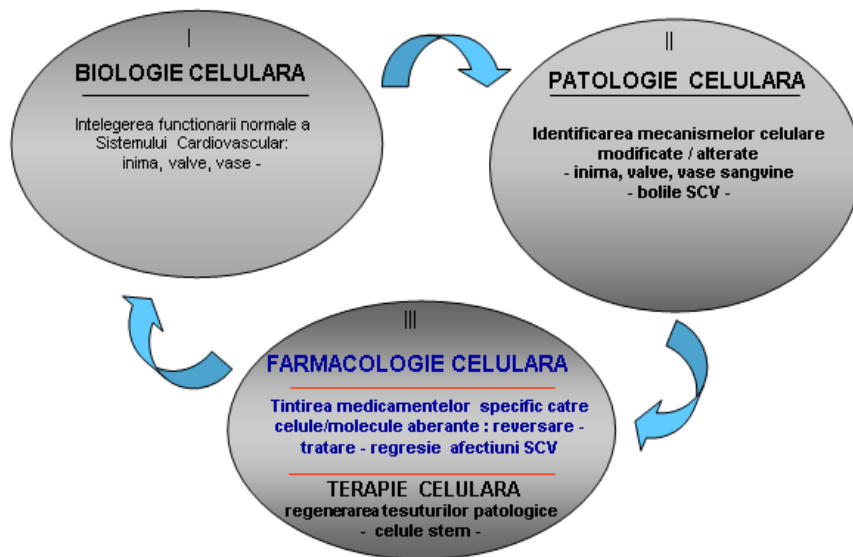 I
BIOLOGIE CELULARA
Intelegerea functionarii normale a
Sistemului Cardiovascular:
inima, valve, vase -
II
PATOLOGIE CELULARA
Identificarea mecanismelor celulare
modificate / alterate
- inima, valve, vase sangvine
- bolile SCV -
III
FARMACOLOGIE CELULARA
Tintirea medicamentelor specific catre
celule/molecule aberante : reversare -
tratare - regresie afectiuni SCV
TERAPIE CELULARA
regenerarea tesuturilor patologice
- celule stem -